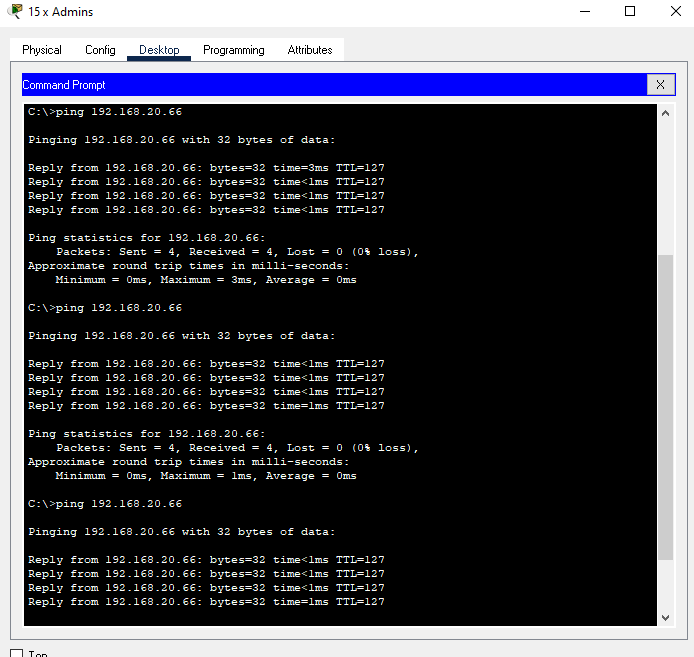 15 x Admins
Physical Config Desktop Programming Attributes
Command Prompt X
C:\>ping 192.168.20.66
Pinging 192.168.20.66 with 32 bytes of data:
Reply from 192.168.20.66: bytes=32 time=3ms TTL=127
Reply from 192.168.20.66: bytes=32 time<1ms TTL=127
Reply from 192.168.20.66: bytes=32 time<1ms TTL=127
Reply from 192.168.20.66: bytes=32 time<1ms TTL=127
Ping statistics for 192.168.20.66:
Packets: Sent = 4, Received = 4, Lost = 0 (0% loss),
Approximate round trip times in milli-seconds:
Minimum = 0ms, Maximum = 3ms, Average = 0ms
C:\>ping 192.168.20.66
Pinging 192.168.20.66 with 32 bytes of data:
Reply from 192.168.20.66: bytes=32 time<1ms TTL=127
Reply from 192.168.20.66: bytes=32 time<1ms TTL=127
Reply from 192.168.20.66: bytes=32 time<1ms TTL=127
Reply from 192.168.20.66: bytes=32 time=1ms TTL=127
Ping statistics for 192.168.20.66:
Packets: Sent = 4, Received = 4, Lost = 0 (0% loss),
Approximate round trip times in milli-seconds:
Minimum = 0ms, Maximum = 1ms, Average = 0ms
C:\>ping 192.168.20.66
Pinging 192.168.20.66 with 32 bytes of data:
Reply from 192.168.20.66: bytes=32 time<1ms TTL=127
Reply from 192.168.20.66: bytes=32 time<1ms TTL=127
Reply from 192.168.20.66: bytes=32 time<1ms TTL=127
Reply from 192.168.20.66: bytes=32 time=1ms TTL=127
Top